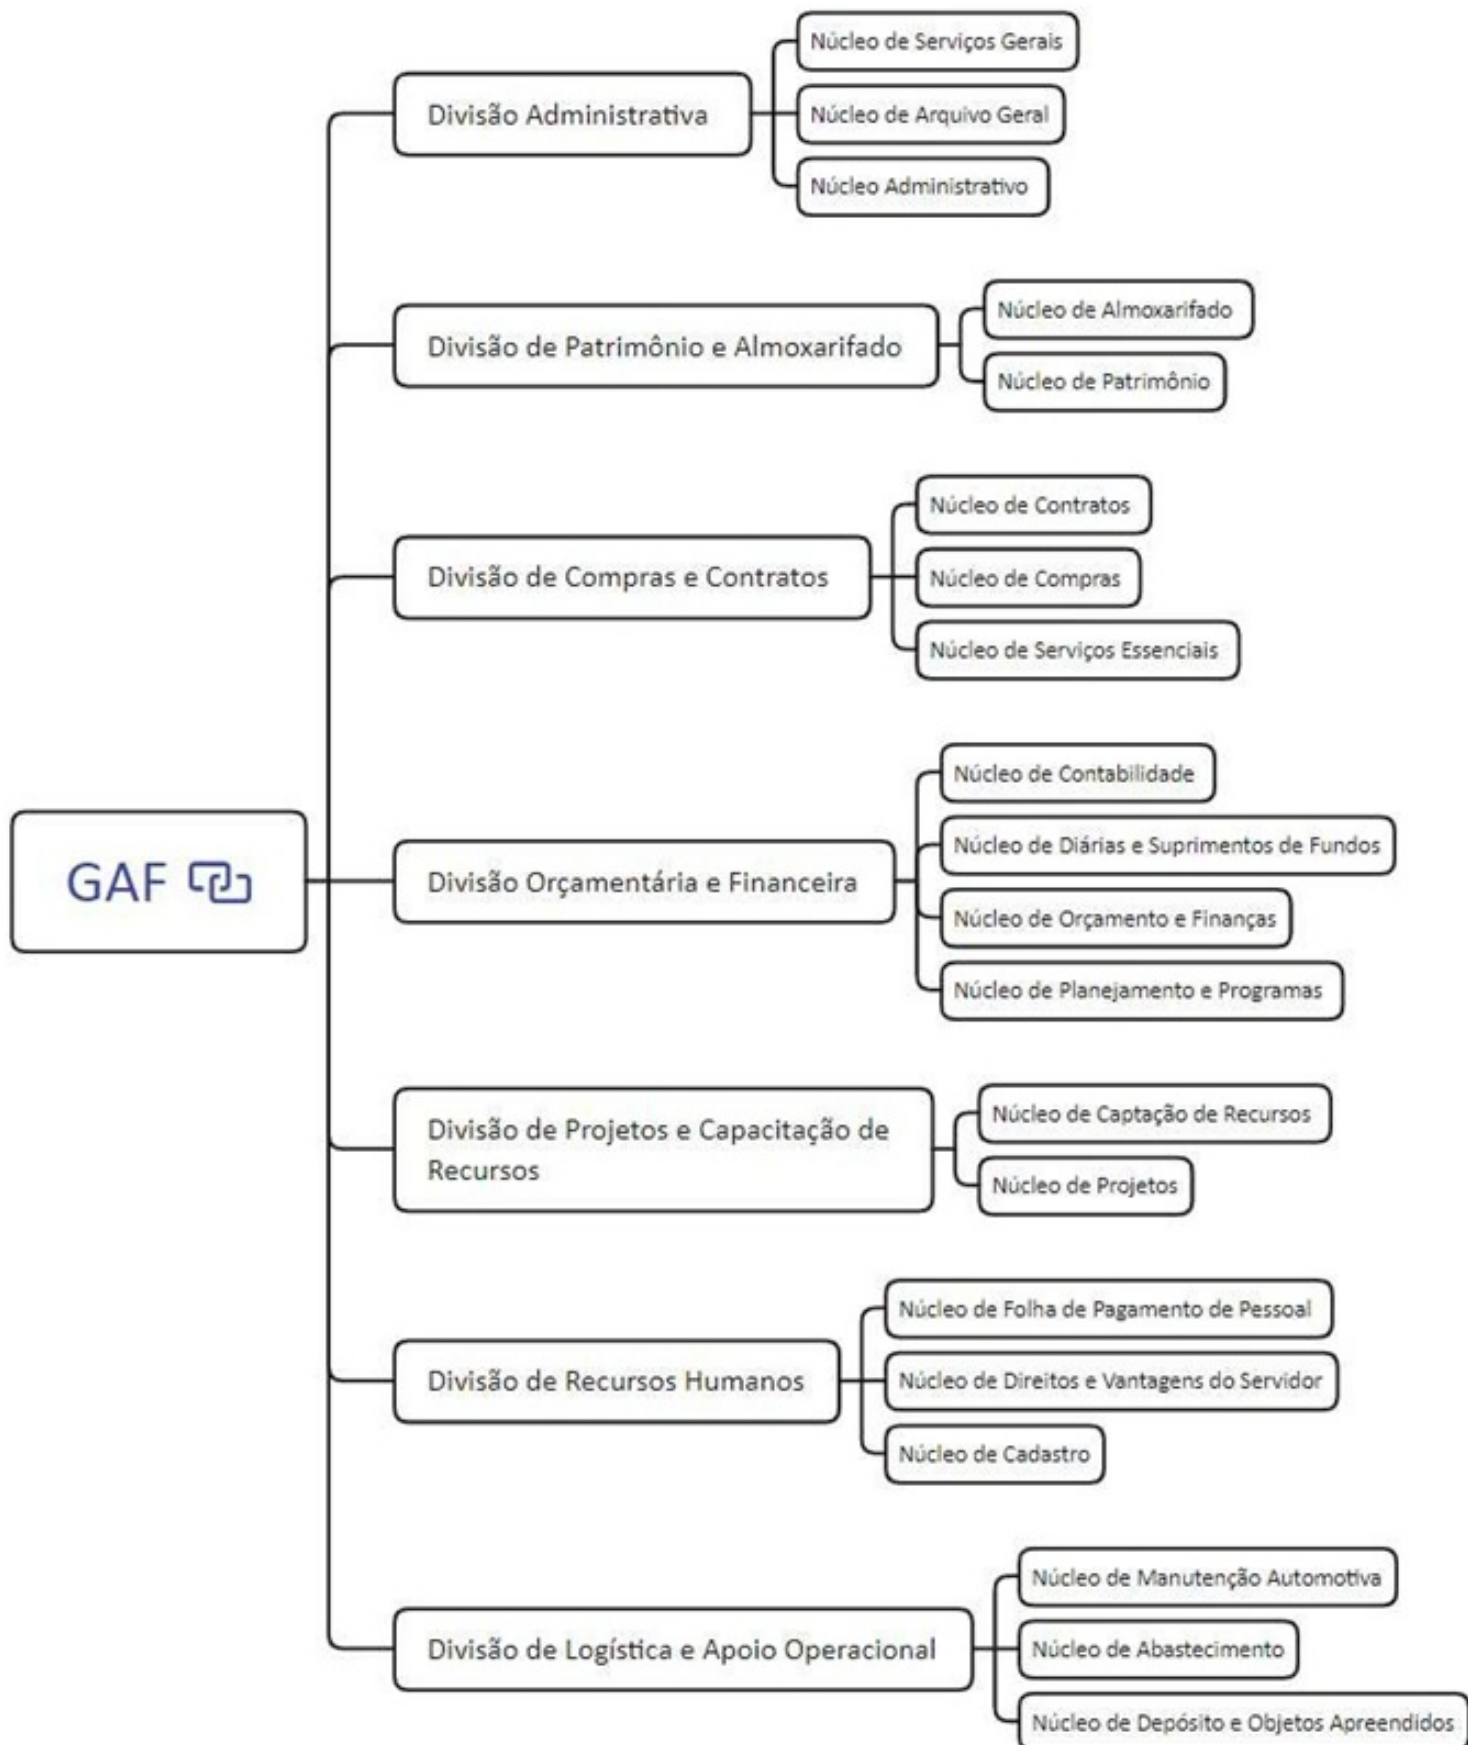 GAF
Divisão Administrativa
Núcleo de Serviços Gerais
Núcleo de Arquivo Geral
Núcleo Administrativo
Divisão de Patrimônio e Almoxarifado
Núcleo de Almoxarifado
Núcleo de Patrimônio
Divisão de Compras e Contratos
Núcleo de Contratos
Núcleo de Compras
Núcleo de Serviços Essenciais
Divisão Orçamentária e Financeira
Núcleo de Contabilidade
Núcleo de Diárias e Suprimentos de Fundos
Núcleo de Orçamento e Finanças
Núcleo de Planejamento e Programas
Divisão de Projetos e Capacitação de
Recursos
Núcleo de Captação de Recursos
Núcleo de Projetos
Divisão de Recursos Humanos
Núcleo de Folha de Pagamento de Pessoal
Núcleo de Direitos e Vantagens do Servidor
Núcleo de Cadastro
Divisão de Logística e Apoio Operacional
Núcleo de Manutenção Automotiva
Núcleo de Abastecimento
Núcleo de Depósito e Objetos Apreendidos